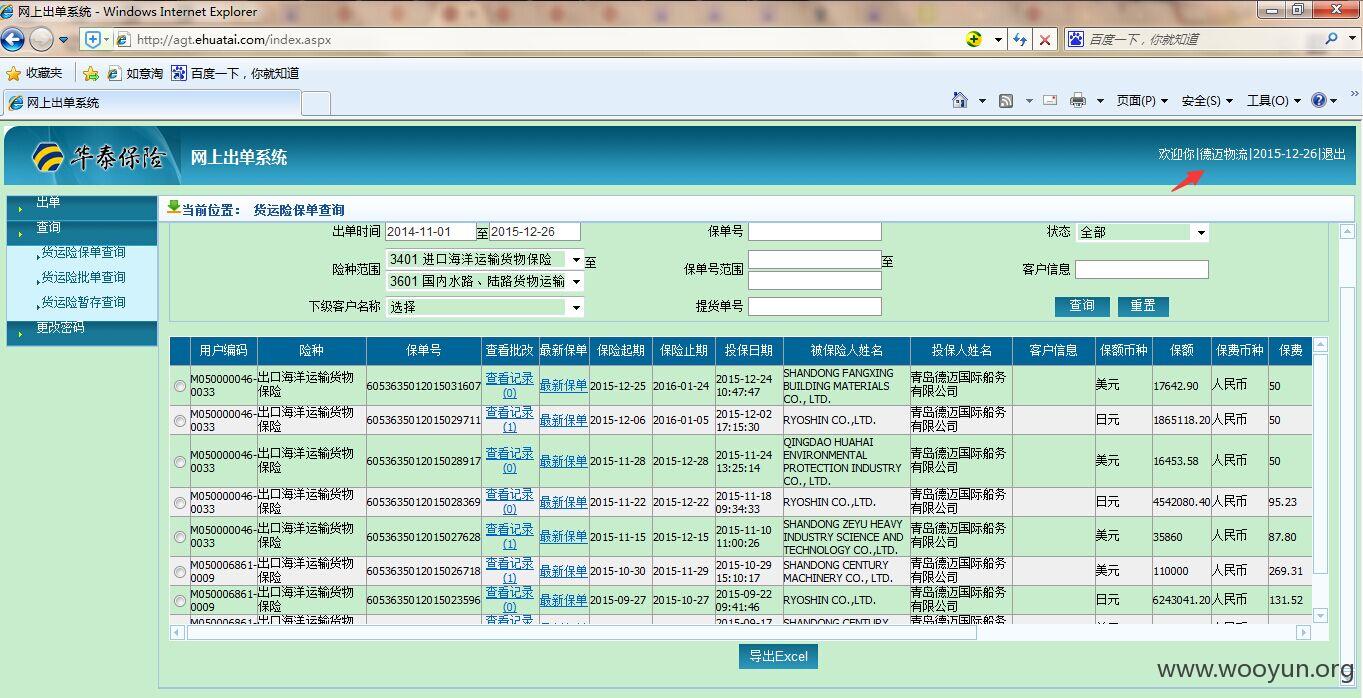 网上出单系统 - Windows Internet Explorer
http://agt.ehuatai.com/index.aspx
百度一下，你就知道
收藏夹 如意淘 百度一下，你就知道
网上出单系统
页面(P) 安全(S) 工具(O)
华泰保险 网上出单系统
欢迎你|德迈物流|2015-12-26|退出
出单
查询
货运险保单查询
货运险批单查询
货运险暂存查询
更改密码
当前位置： 货运险保单查询
出单时间 2014-11-01 至 2015-12-26 保单号 状态 全部
险种范围 3401 进口海洋运输货物保险 至 3601 国内水路、陆路货物运输 保单号范围 至 客户信息
下级客户名称 选择 提货单号 查询 重置
用户编码 险种 保单号 查看批改 最新保单 保险起期 保险止期 投保日期 被保险人姓名 投保人姓名 客户信息 保额币种 保额 保费币种 保费
M050000046-0033 出口海洋运输货物保险 6053635012015031607 查看记录(0) 最新保单 2015-12-25 2016-01-24 2015-12-24 10:47:47 SHANDONG FANGXING BUILDING MATERIALS CO., LTD. 青岛德迈国际船务有限公司 美元 17642.90 人民币 50
M050000046-0033 出口海洋运输货物保险 6053635012015029711 查看记录(1) 最新保单 2015-12-06 2016-01-05 2015-12-02 17:15:30 RYOSHIN CO.,LTD. 青岛德迈国际船务有限公司 日元 1865118.20 人民币 50
M050000046-0033 出口海洋运输货物保险 6053635012015028917 查看记录(0) 最新保单 2015-11-28 2015-12-28 2015-11-24 13:25:14 QINGDAO HUAHAI ENVIRONMENTAL PROTECTION INDUSTRY CO., LTD. 青岛德迈国际船务有限公司 美元 16453.58 人民币 50
M050000046-0033 出口海洋运输货物保险 6053635012015028369 查看记录(0) 最新保单 2015-11-22 2015-12-22 2015-11-18 09:34:33 RYOSHIN CO.,LTD. 青岛德迈国际船务有限公司 日元 4542080.40 人民币 95.23
M050000046-0033 出口海洋运输货物保险 6053635012015027628 查看记录(1) 最新保单 2015-11-15 2015-12-15 2015-11-10 11:00:26 SHANDONG ZEYU HEAVY INDUSTRY SCIENCE AND TECHNOLOGY CO.,LTD. 青岛德迈国际船务有限公司 美元 35860 人民币 87.80
M050006861-0009 出口海洋运输货物保险 6053635012015026718 查看记录(1) 最新保单 2015-10-30 2015-11-29 2015-10-29 15:10:17 SHANDONG CENTURY MACHINERY CO., LTD. 青岛德迈国际船务有限公司 美元 110000 人民币 269.31
M050006861-0009 出口海洋运输货物保险 6053635012015023596 查看记录(0) 最新保单 2015-09-27 2015-10-27 2015-09-22 09:41:46 RYOSHIN CO.,LTD. 青岛德迈国际船务有限公司 日元 6243041.20 人民币 131.52
M050006861 出口海洋运输货物 查看记录 2015-09-17 SHANDONG CENTURY 青岛德迈国际船务
导出Excel
www.wooyun.org